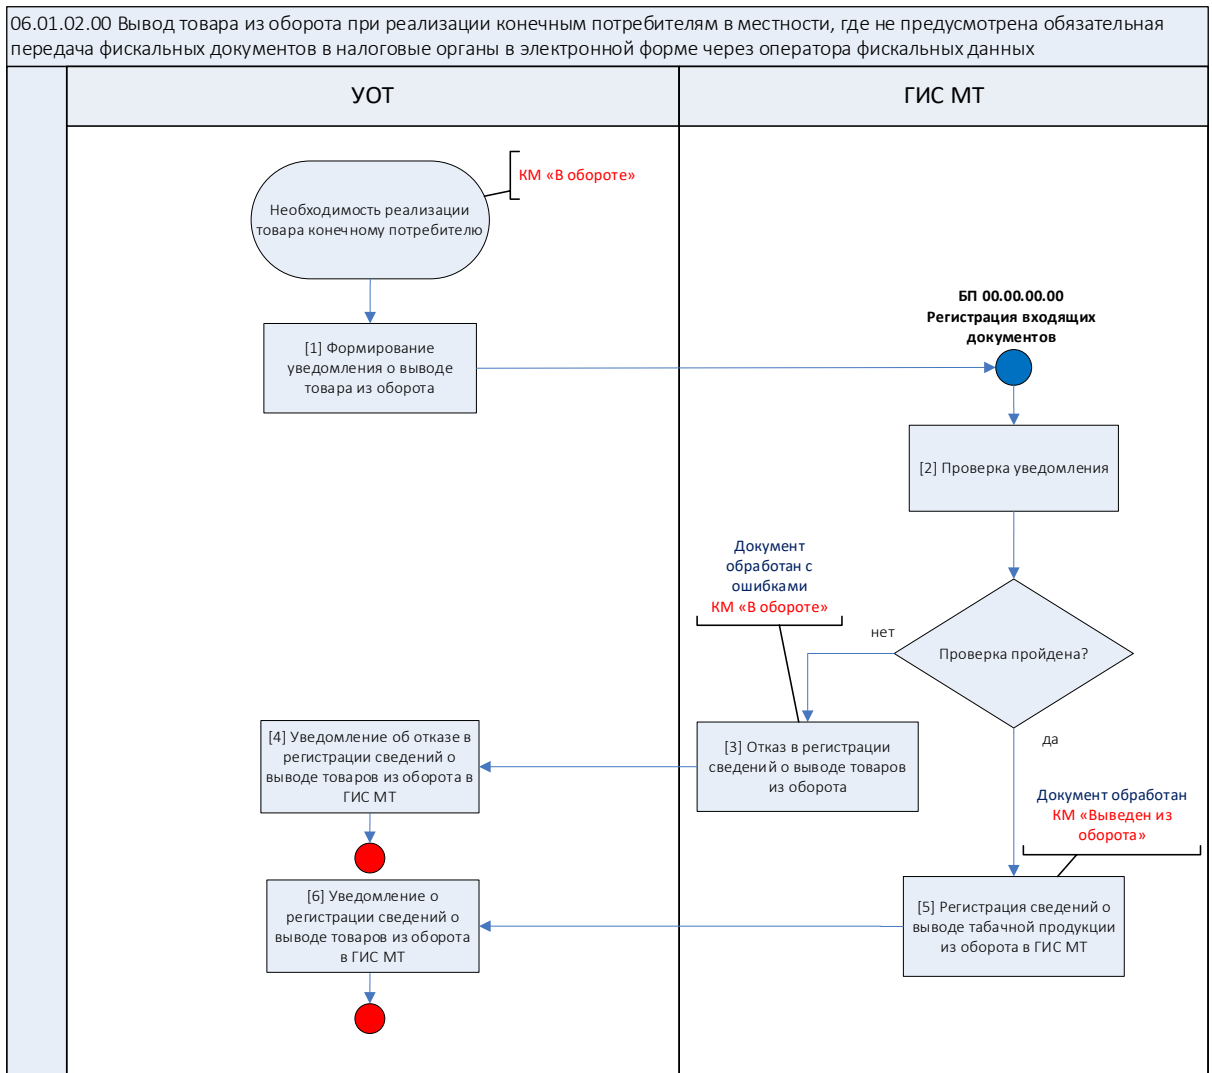 06.01.02.00 Вывод товара из оборота при реализации конечным потребителям в местности, где не предусмотрена обязательная
передача фискальных документов в налоговые органы в электронной форме через оператора фискальных данных
УОТ
ГИС МТ
КМ «В обороте»
Необходимость реализации
товара конечному потребителю
БП 00.00.00.00
Регистрация входящих
документов
[1] Формирование
уведомления о выводе
товара из оборота
[2] Проверка уведомления
Документ
обработан с
ошибками
КМ «В обороте»
нет
Проверка пройдена?
да
[3] Отказ в регистрации
сведений о выводе товаров
из оборота
[4] Уведомление об отказе в
регистрации сведений о
выводе товаров из оборота в
ГИС МТ
Документ обработан
КМ «Выведен из
оборота»
[5] Регистрация сведений о
выводе табачной продукции
из оборота в ГИС МТ
[6] Уведомление о
регистрации сведений о
выводе товаров из оборота
в ГИС МТ